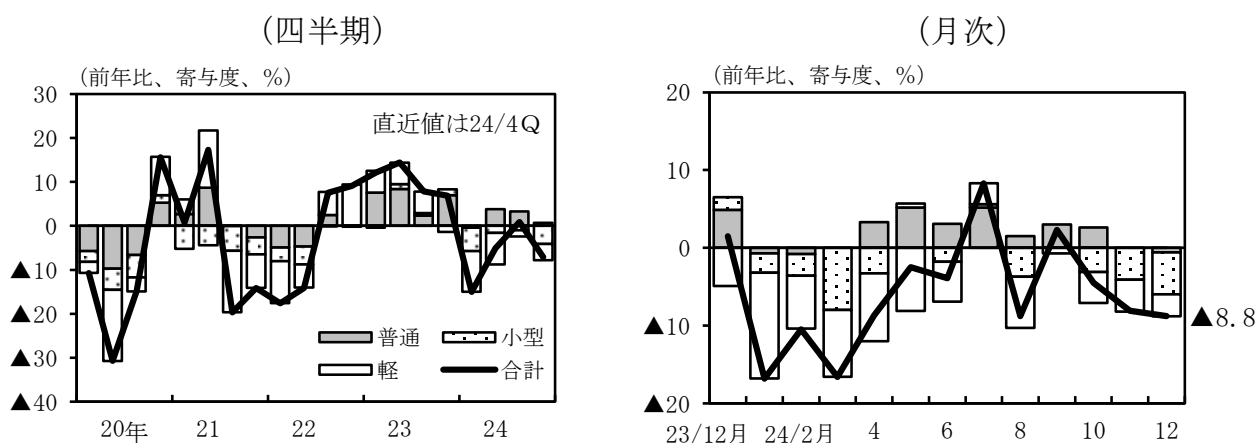 (四半期)
(前年比、寄与度、%)
30
20
10
0
▲10
▲20
▲30
▲40
直近値は24/4Q
普通
小型
軽
合計
20年
21
22
23
24
(月次)
(前年比、寄与度、%)
20
10
0
▲10
▲20
▲8.8
23/12月
24/2月
4
6
8
10
12